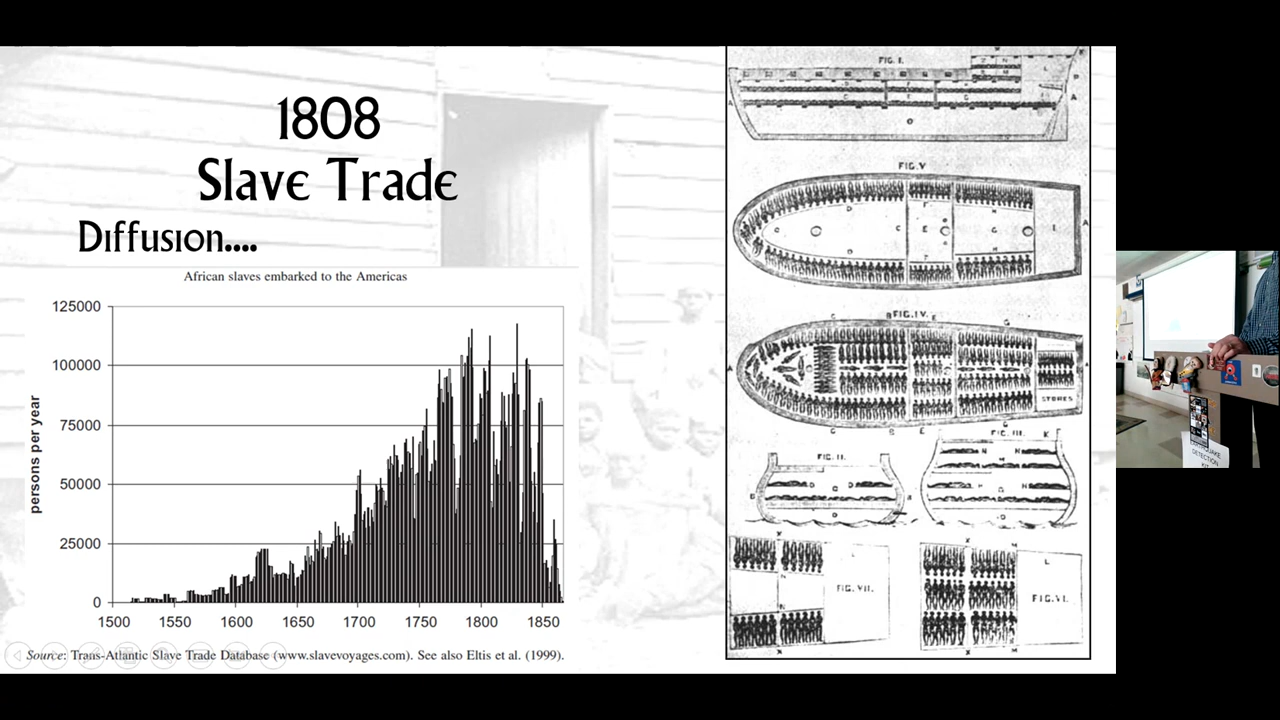 1808
Slave Trade
Diffusion....
African slaves embarked to the Americas
125000
100000
75000
50000
25000
0
persons per year
1500 1550 1600 1650 1700 1750 1800 1850
Source: Trans-Atlantic Slave Trade Database (www.slavevoyages.com). See also Eltis et al. (1999).
FIG. I.
FIG. V
FIG. IV.
STORES
FIG. II.
FIG. III.
FIG. VII.
FIG. VI.
DETECTION